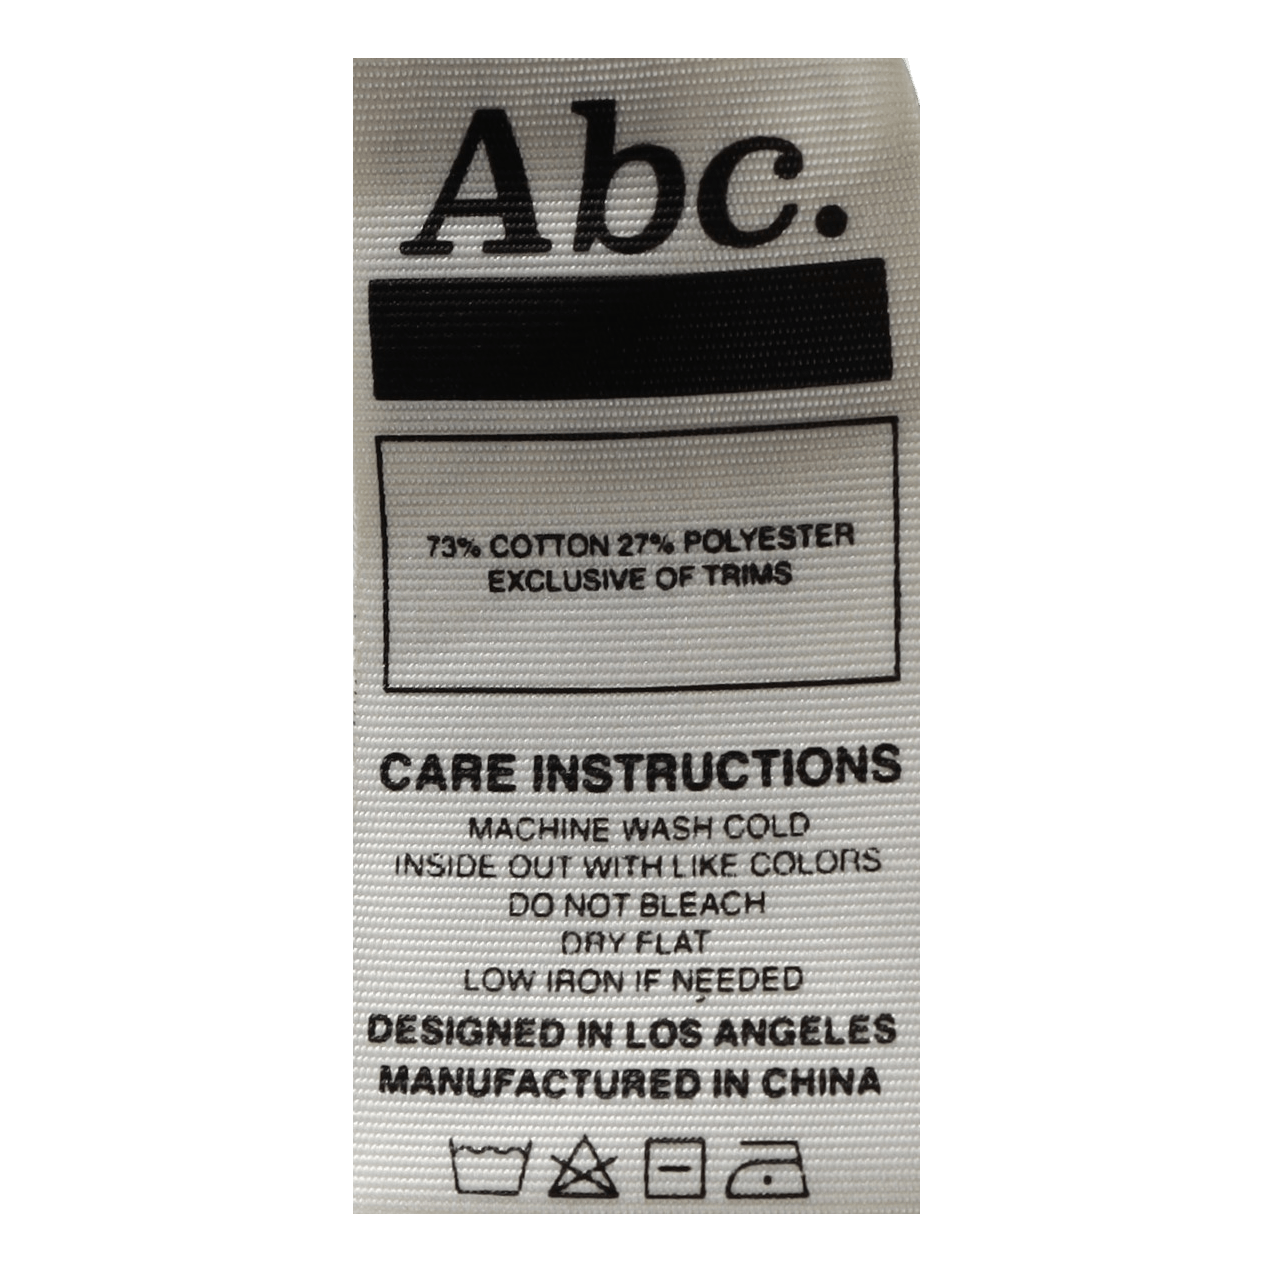 Abc.
73% COTTON 27% POLYESTER
EXCLUSIVE OF TRIMS
CARE INSTRUCTIONS
MACHINE WASH COLD
INSIDE OUT WITH LIKE COLORS
DO NOT BLEACH
DRY FLAT
LOW IRON IF NEEDED
DESIGNED IN LOS ANGELES
MANUFACTURED IN CHINA